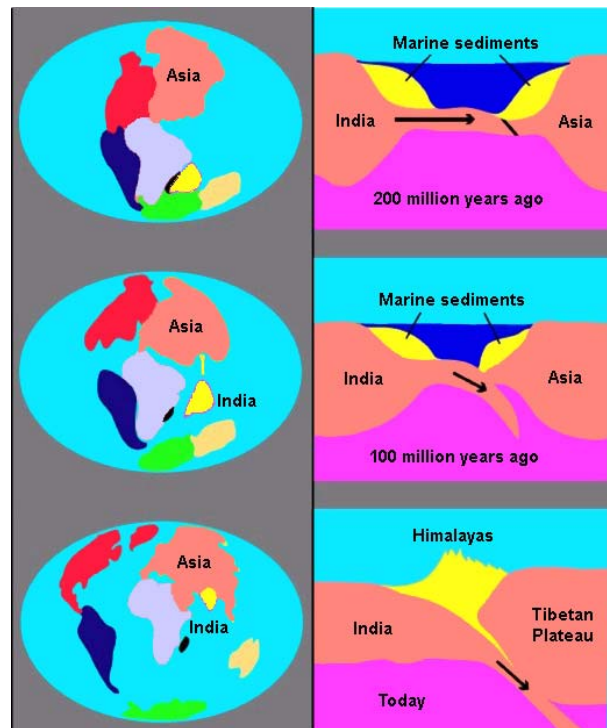 Asia
Marine sediments
India
Asia
200 million years ago
Asia
India
Marine sediments
India
Asia
100 million years ago
Asia
India
Himalayas
India
Tibetan
Plateau
Today